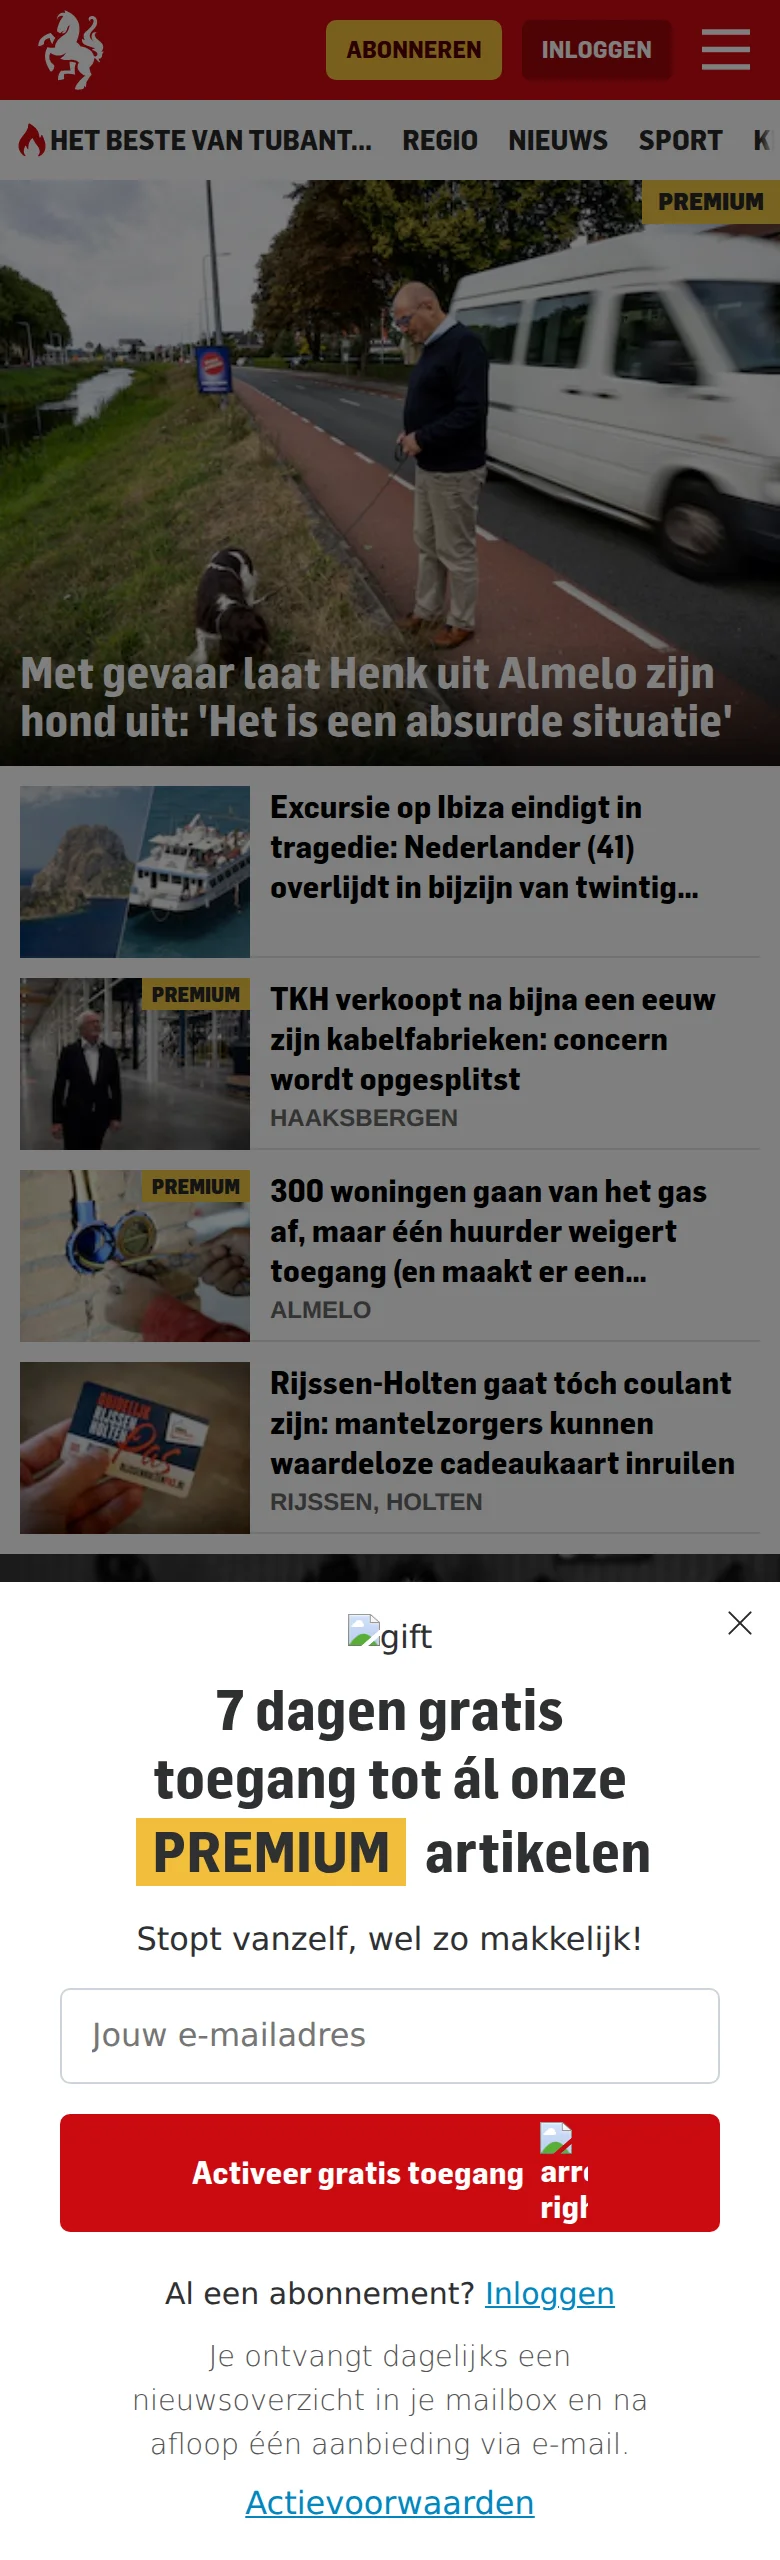 ABONNEREN
INLOGGEN
HET BESTE VAN TUBANT...
REGIO
NIEUWS
SPORT
PREMIUM
Met gevaar laat Henk uit Almelo zijn
hond uit: 'Het is een absurde situatie'
Excursie op Ibiza eindigt in
tragedie: Nederlander (41)
overlijdt in bijzijn van twintig...
PREMIUM
TKH verkoopt na bijna een eeuw
zijn kabelfabrieken: concern
wordt opgesplitst
HAAKSBERGEN
PREMIUM
300 woningen gaan van het gas
af, maar één huurder weigert
toegang (en maakt er een...
ALMELO
Rijssen-Holten gaat tóch coulant
zijn: mantelzorgers kunnen
waardeloze cadeaukaart inruilen
RIJSSEN, HOLTEN
gift
7 dagen gratis
toegang tot ál onze
PREMIUM artikelen
Stopt vanzelf, wel zo makkelijk!
Jouw e-mailadres
Activeer gratis toegang
Al een abonnement? Inloggen
Je ontvangt dagelijks een
nieuwsoverzicht in je mailbox en na
afloop één aanbieding via e-mail.
Actievoorwaarden